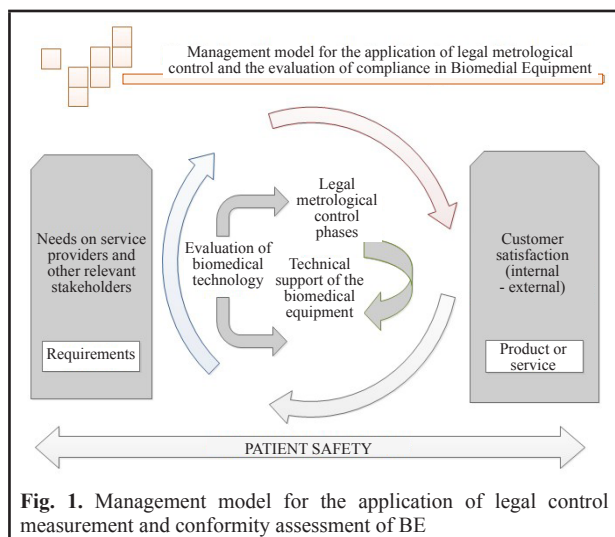 Management model for the application of legal metrological
control and the evaluation of compliance in Biomedial Equipment
Needs on service
providers and
other relevant
stakeholders
Requirements
Evaluation of
biomedical
technology
Legal
metrological
control
phases
Technical
support of the
biomedical
equipment
Customer
satisfaction
(internal
- external)
Product or
service
PATIENT SAFETY
Fig. 1. Management model for the application of legal control
measurement and conformity assessment of BE